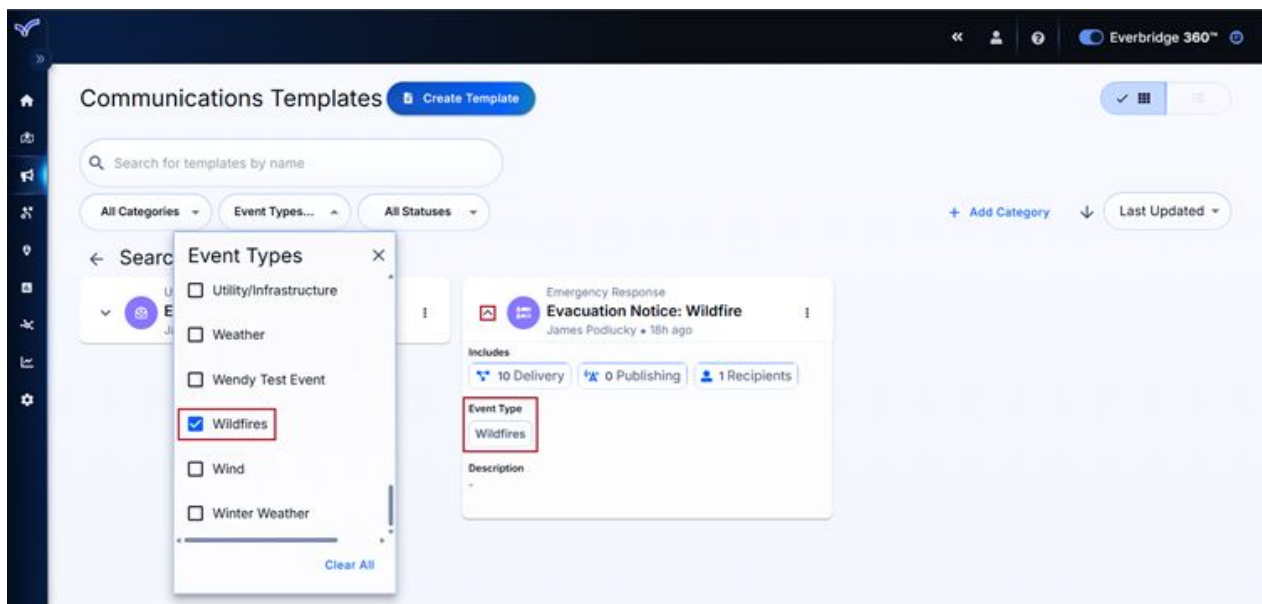 Everbridge 360™
Communications Templates
Create Template
Search for templates by name
All Categories
Event Types...
All Statuses
+ Add Category
Last Updated
Searc
Event Types
Utility/Infrastructure
Weather
Wendy Test Event
Wildfires
Wind
Winter Weather
Clear All
U
E
Ji
Emergency Response
Evacuation Notice: Wildfire
James Podlucky • 18h ago
Includes
10 Delivery
0 Publishing
1 Recipients
Event Type
Wildfires
Description
-